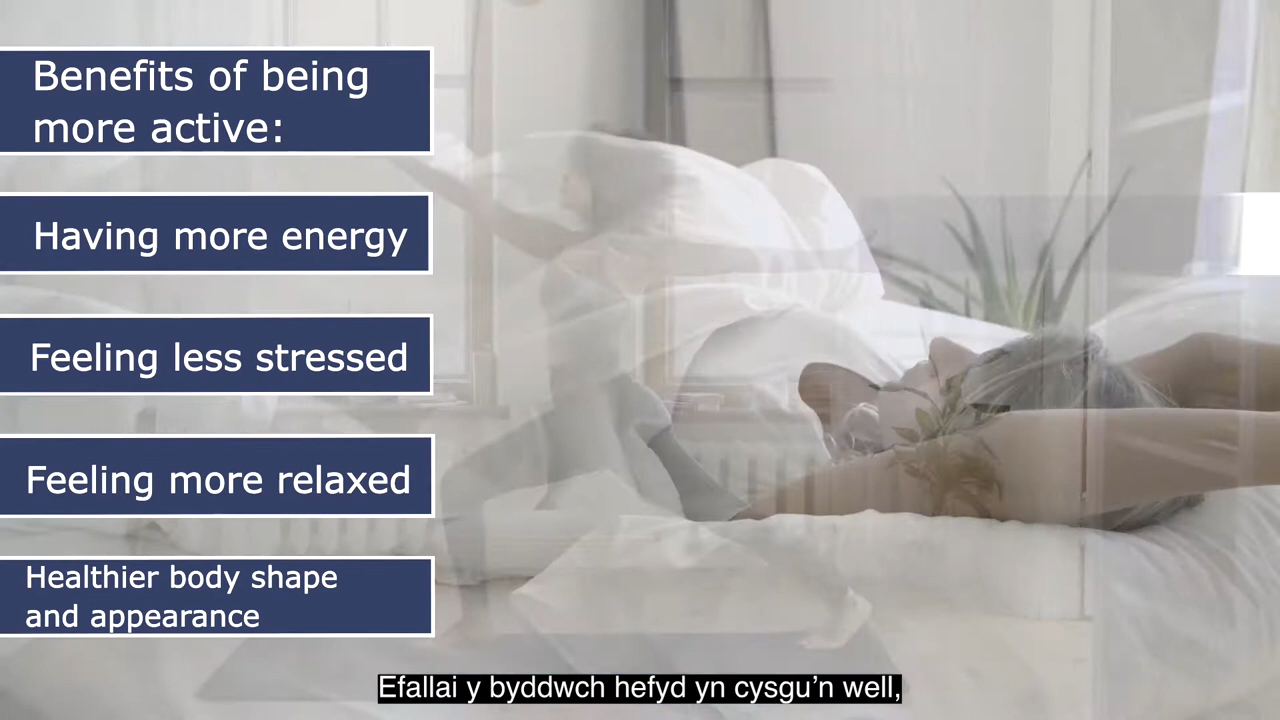 Benefits of being
more active:
Having more energy
Feeling less stressed
Feeling more relaxed
Healthier body shape
and appearance
Efallai y byddwch hefyd yn cysgu’n well,